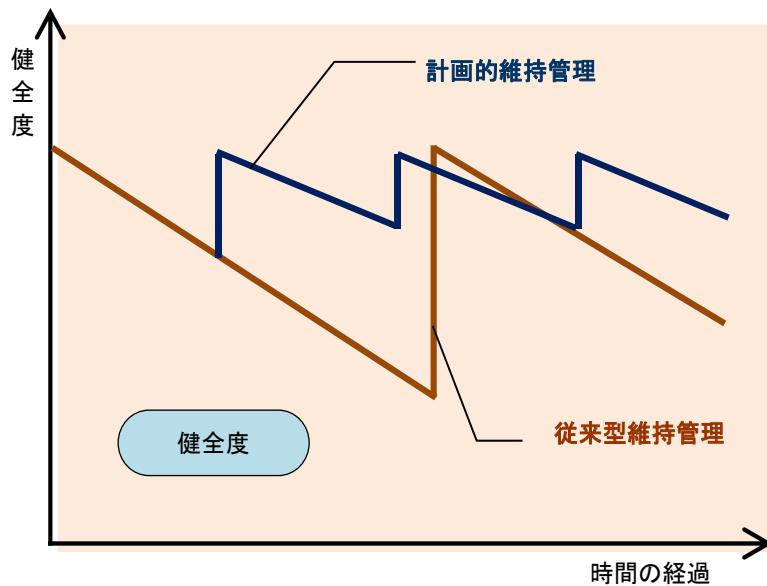 健全度
計画的維持管理
従来型維持管理
健全度
時間の経過